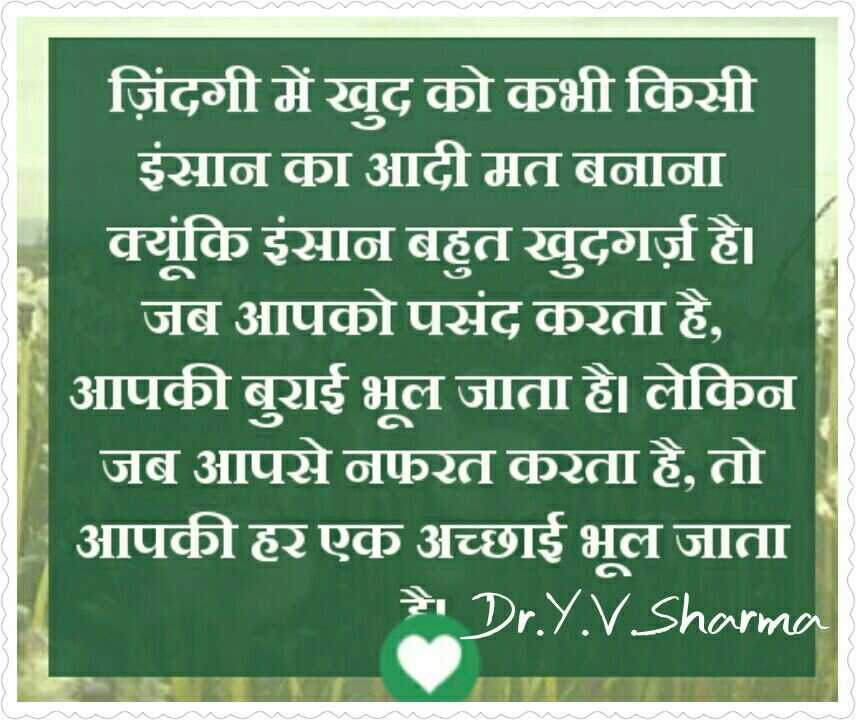 ज़िंदगी में खुद को कभी किसी
इंसान का आदी मत बनाना
क्यूंकि इंसान बहुत खुदगर्ज़ है।
जब आपको पसंद करता है,
आपकी बुराई भूल जाता है। लेकिन
जब आपसे नफरत करता है, तो
आपकी हर एक अच्छाई भूल जाता
है। Dr.Y.V.Sharma